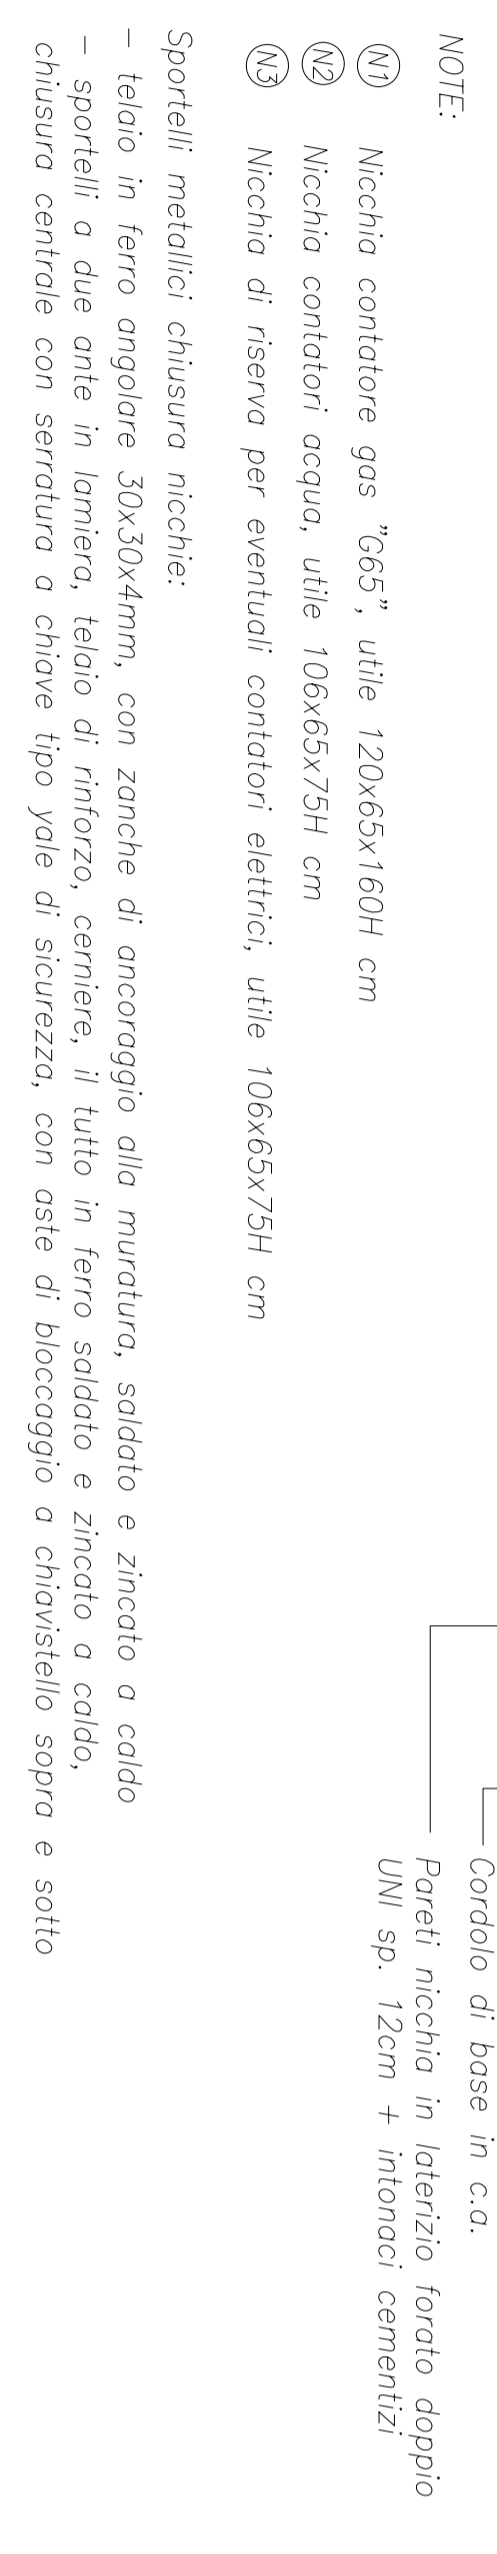 Cordolo di base in c.a.
Pareti nicchia in laterizio forato doppio
UNI sp. 12cm + intonaci cementizi
NOTE:
N1 Nicchia contatore gas "G65", utile 120x65x160H cm
N2 Nicchia contatori acqua, utile 106x65x75H cm
N3 Nicchia di riserva per eventuali contatori elettrici, utile 106x65x75H cm
Sportelli metallici chiusura nicchie:
– telaio in ferro angolare 30x30x4mm, con zanche di ancoraggio alla muratura, saldato e zincato a caldo
– sportelli a due ante in lamiera, telaio di rinforzo, cerniere, il tutto in ferro saldato e zincato a caldo,
chiusura centrale con serratura a chiave tipo yale di sicurezza, con aste di bloccaggio a chiavistello sopra e sotto